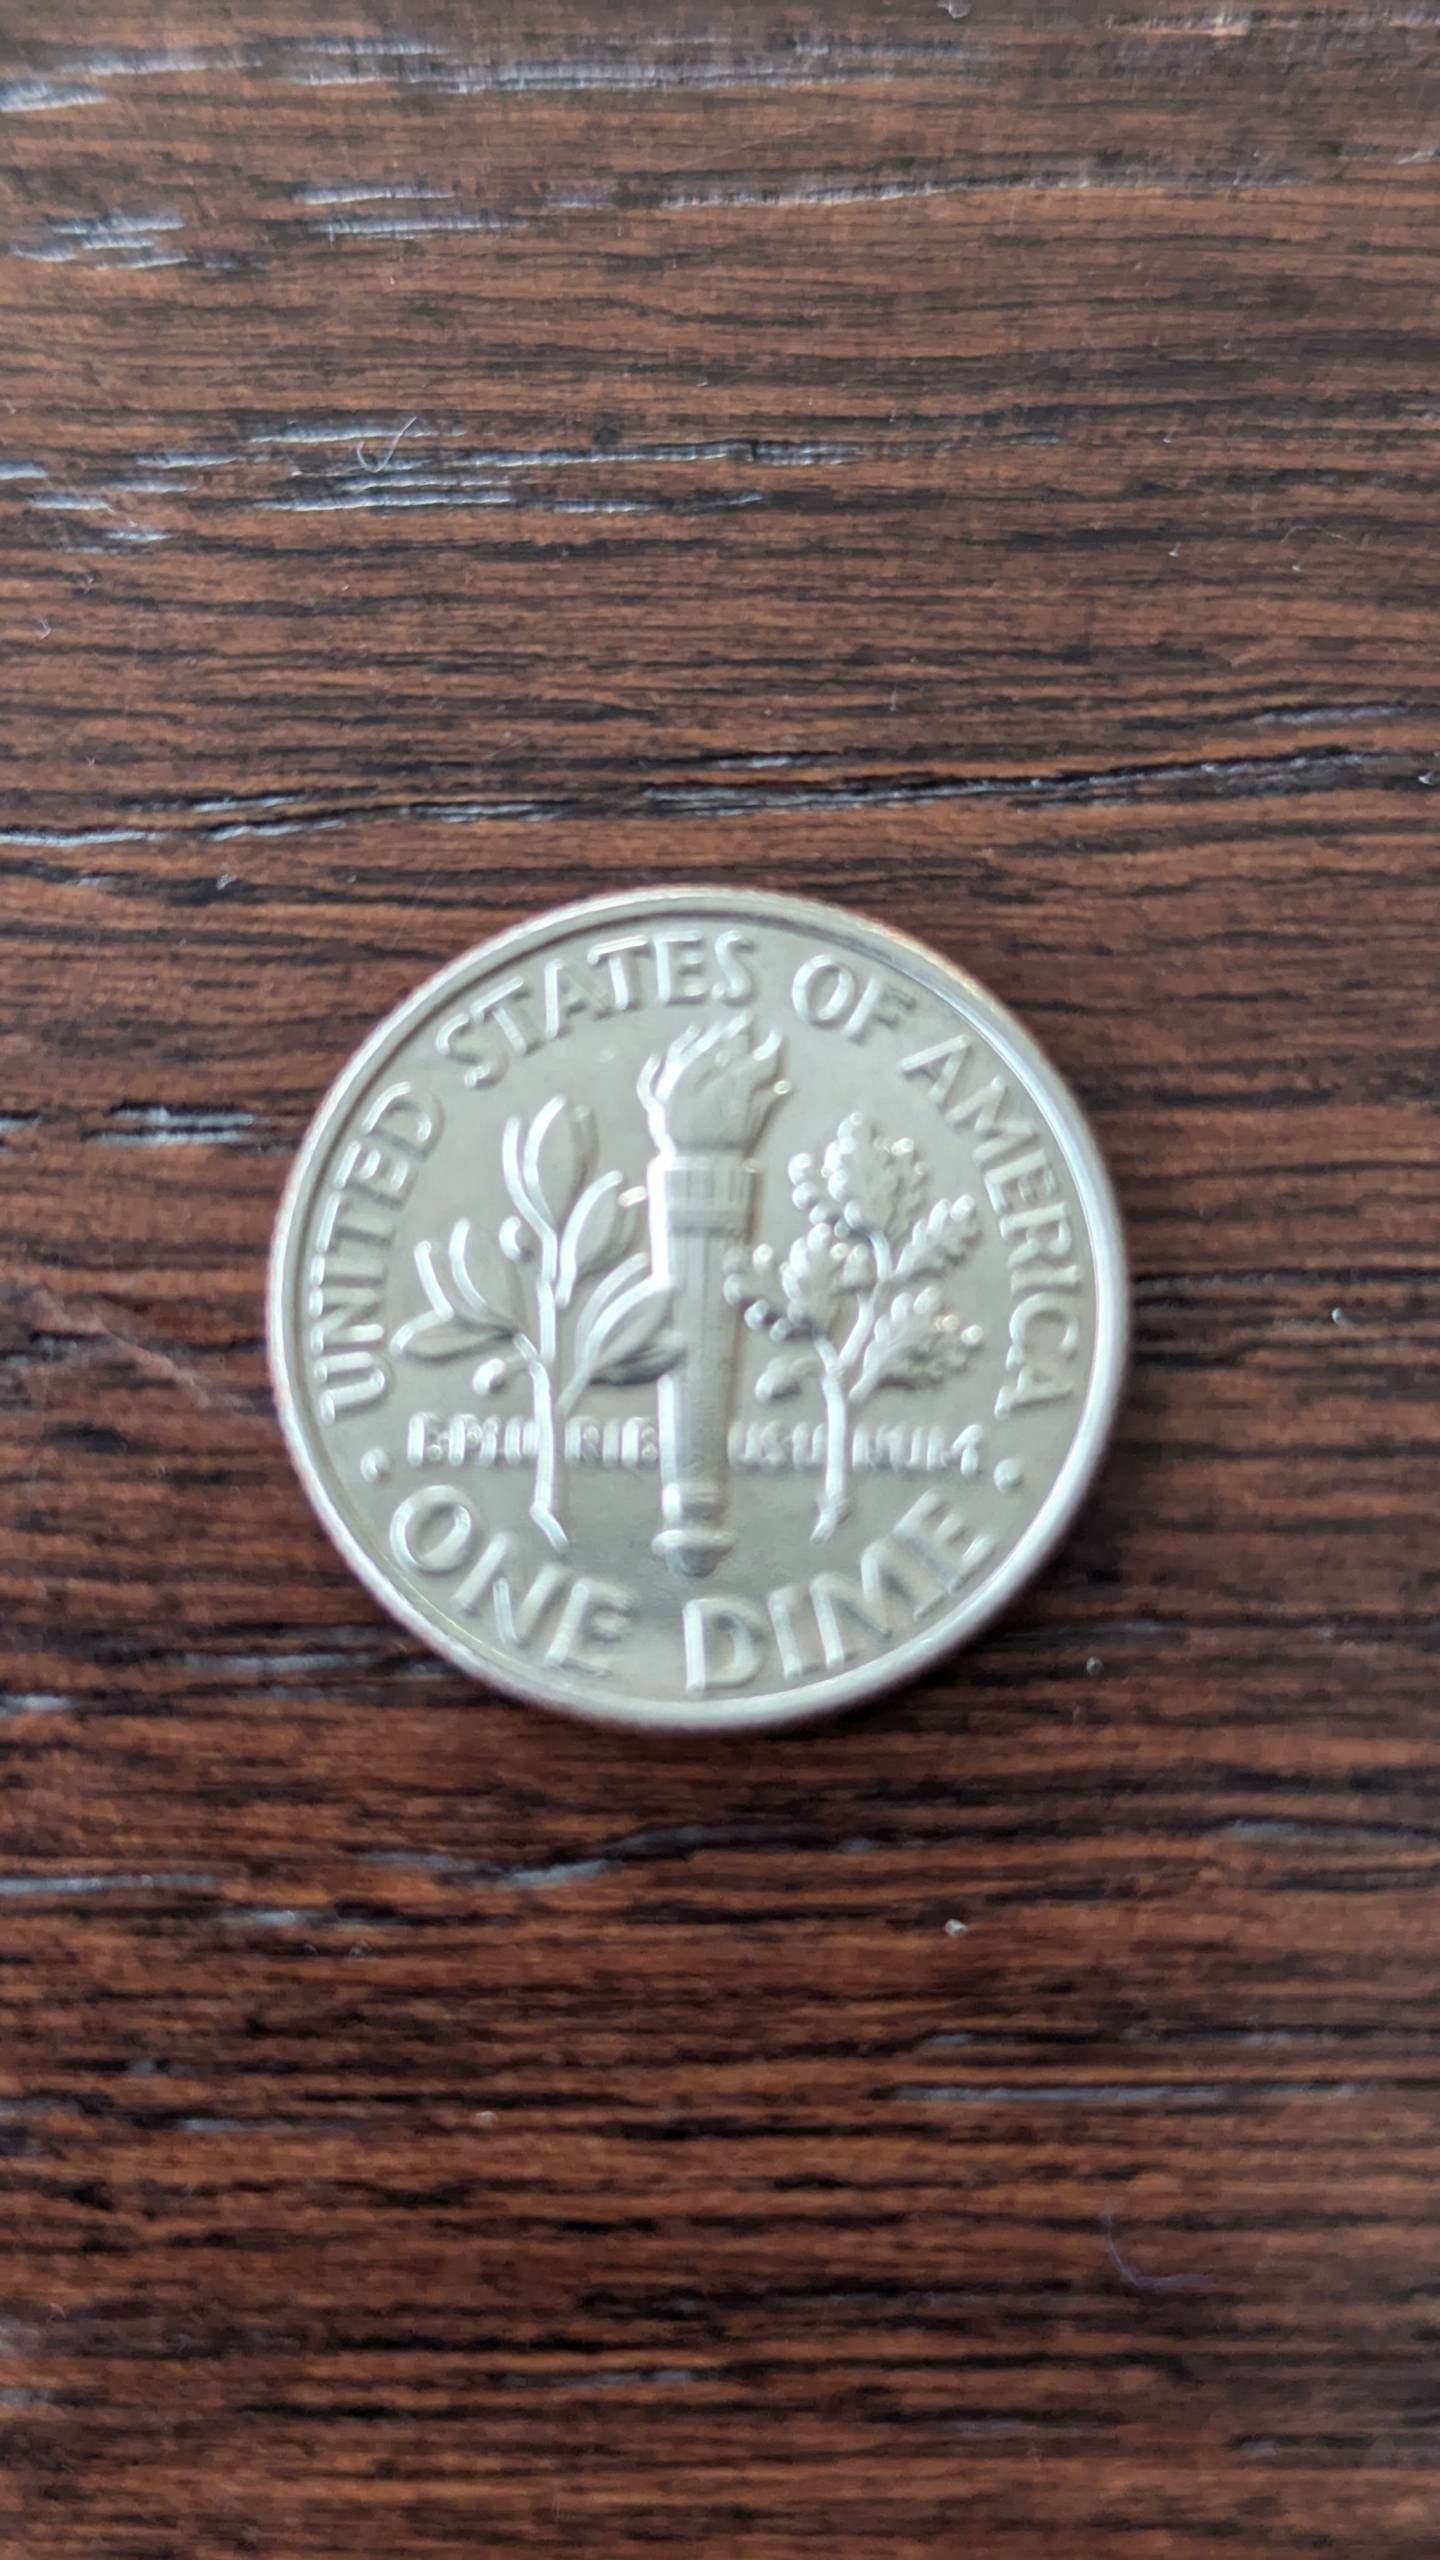 UNITED STATES OF AMERICA
E PLURIBUS UNUM
· ONE DIME ·